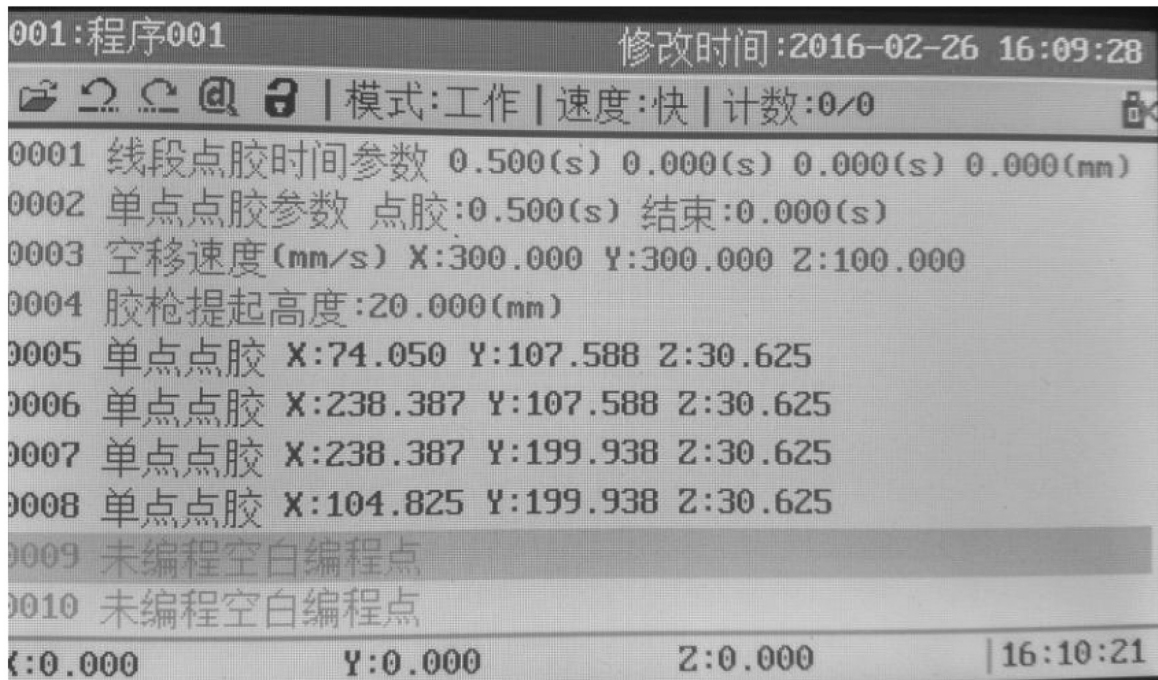 001:程序001 修改时间:2016-02-26 16:09:28
|模式:工作|速度:快|计数:0/0
0001 线段点胶时间参数 0.500(s) 0.000(s) 0.000(s) 0.000(mm)
0002 单点点胶参数 点胶:0.500(s) 结束:0.000(s)
0003 空移速度(mm/s) X:300.000 Y:300.000 Z:100.000
0004 胶枪提起高度:20.000(mm)
0005 单点点胶 X:74.050 Y:107.588 Z:30.625
0006 单点点胶 X:238.387 Y:107.588 Z:30.625
0007 单点点胶 X:238.387 Y:199.938 Z:30.625
0008 单点点胶 X:104.825 Y:199.938 Z:30.625
0009 未编程空白编程点
0010 未编程空白编程点
X:0.000 Y:0.000 Z:0.000 |16:10:21